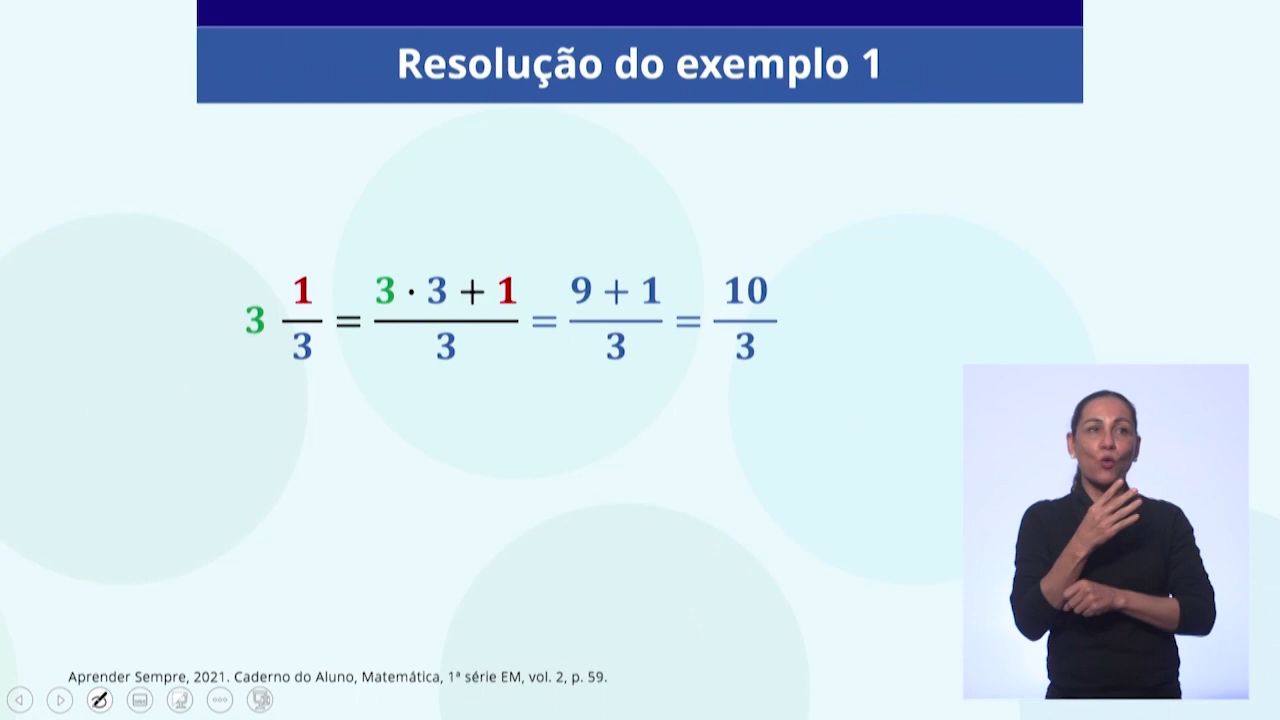 Resolução do exemplo 1
3 1/3 = (3 · 3 + 1)/3 = (9 + 1)/3 = 10/3
Aprender Sempre, 2021. Caderno do Aluno, Matemática, 1ª série EM, vol. 2, p. 59.